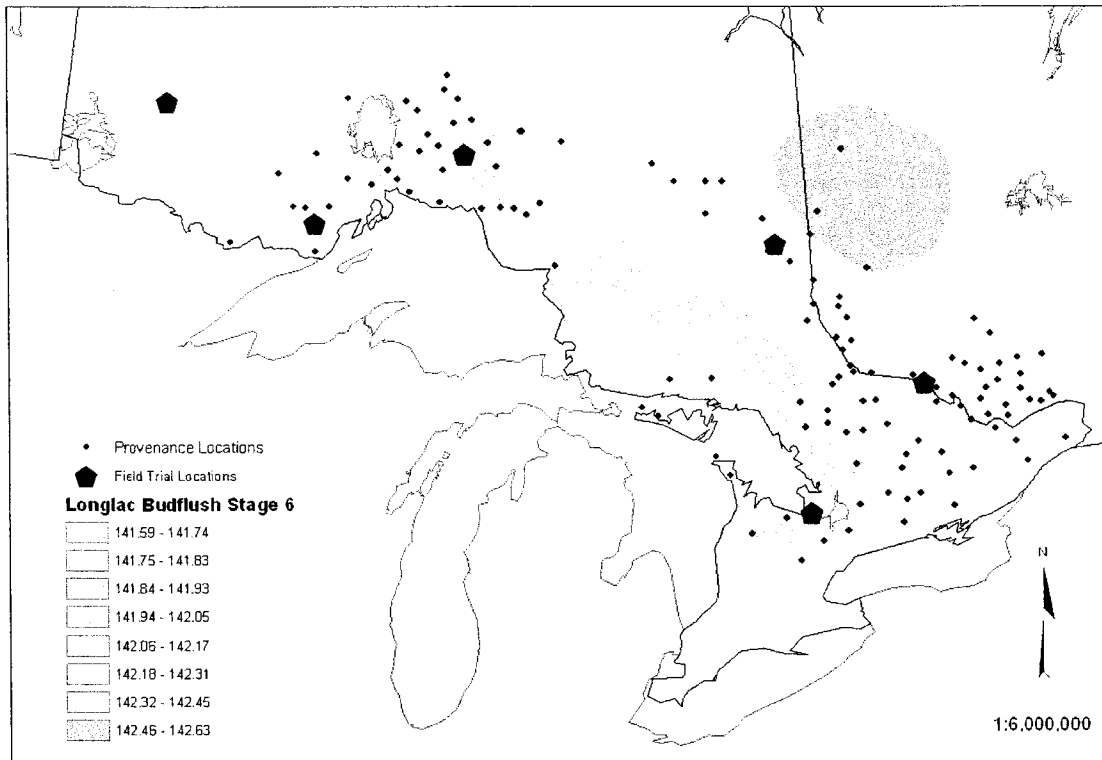 Provenance Locations
Field Trial Locations
Longlac Budflush Stage 6
141.59 - 141.74
141.75 - 141.83
141.84 - 141.93
141.94 - 142.05
142.06 - 142.17
142.18 - 142.31
142.32 - 142.45
142.46 - 142.63
N
1:6,000,000